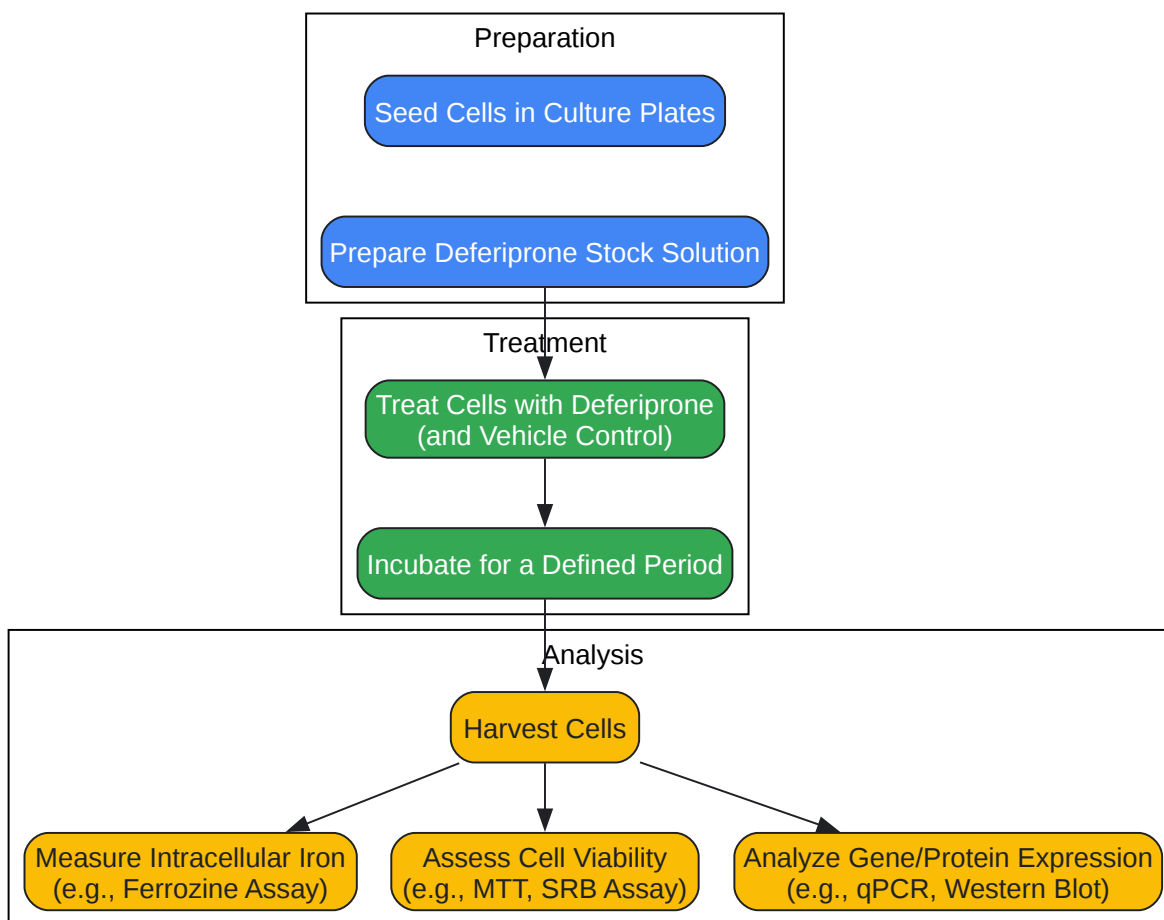 Preparation
Seed Cells in Culture Plates
Prepare Deferiprone Stock Solution
Treatment
Treat Cells with Deferiprone
(and Vehicle Control)
Incubate for a Defined Period
Analysis
Harvest Cells
Measure Intracellular Iron
(e.g., Ferrozine Assay)
Assess Cell Viability
(e.g., MTT, SRB Assay)
Analyze Gene/Protein Expression
(e.g., qPCR, Western Blot)